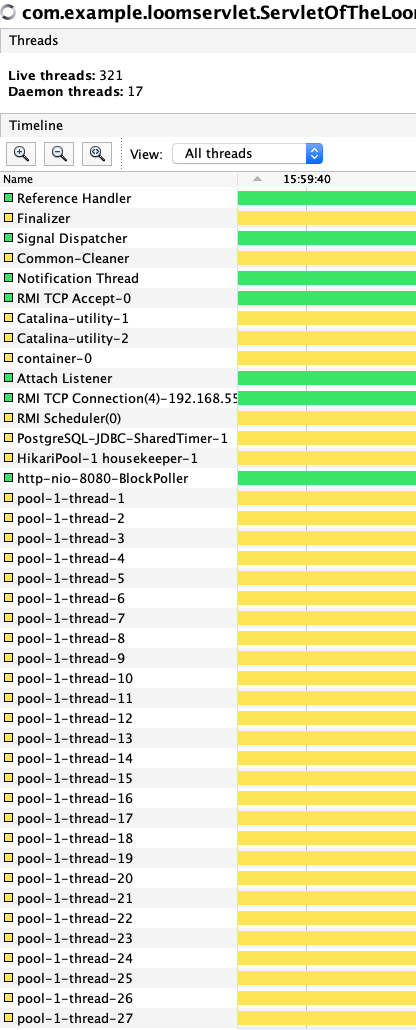 com.example.loomservlet.ServletOfTheLoo
Threads
Live threads: 321
Daemon threads: 17
Timeline
View: All threads
Name 15:59:40
Reference Handler
Finalizer
Signal Dispatcher
Common-Cleaner
Notification Thread
RMI TCP Accept-0
Catalina-utility-1
Catalina-utility-2
container-0
Attach Listener
RMI TCP Connection(4)-192.168.55
RMI Scheduler(0)
PostgreSQL-JDBC-SharedTimer-1
HikariPool-1 housekeeper-1
http-nio-8080-BlockPoller
pool-1-thread-1
pool-1-thread-2
pool-1-thread-3
pool-1-thread-4
pool-1-thread-5
pool-1-thread-6
pool-1-thread-7
pool-1-thread-8
pool-1-thread-9
pool-1-thread-10
pool-1-thread-11
pool-1-thread-12
pool-1-thread-13
pool-1-thread-14
pool-1-thread-15
pool-1-thread-16
pool-1-thread-17
pool-1-thread-18
pool-1-thread-19
pool-1-thread-20
pool-1-thread-21
pool-1-thread-22
pool-1-thread-23
pool-1-thread-24
pool-1-thread-25
pool-1-thread-26
pool-1-thread-27